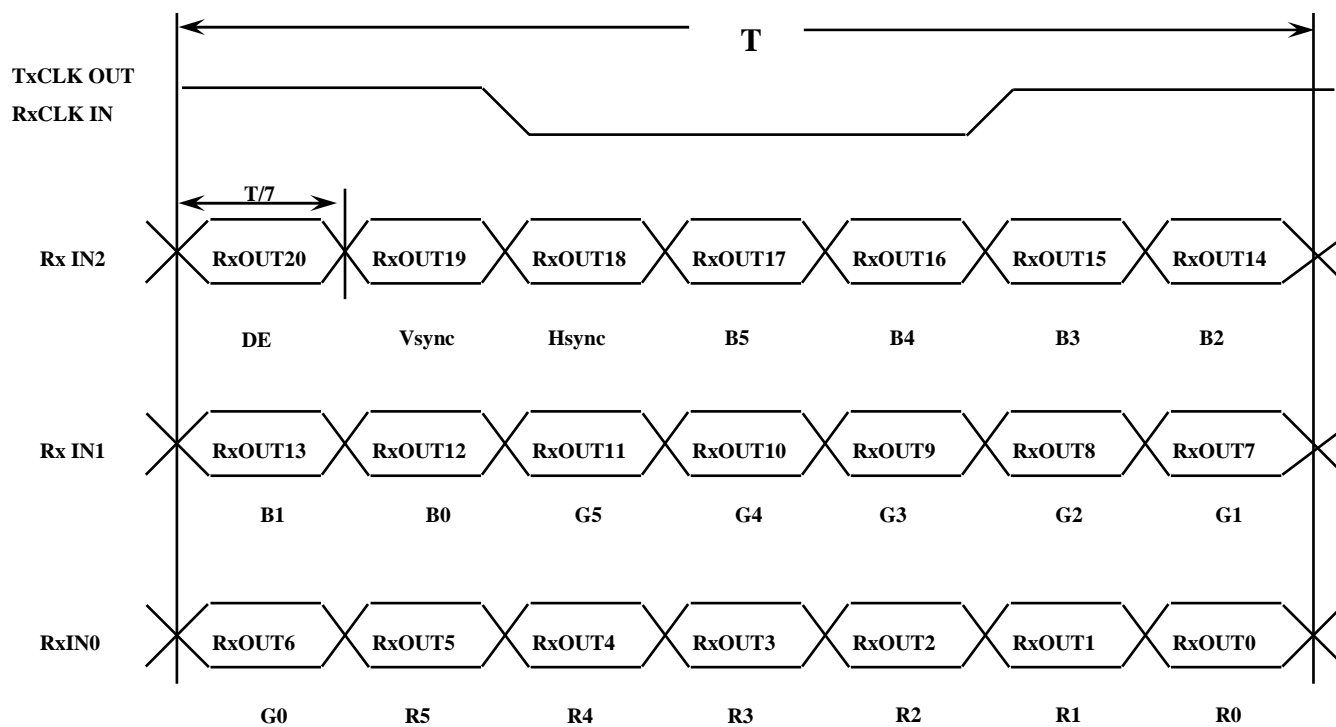 T
TxCLK OUT
RxCLK IN
T/7
Rx IN2 RxOUT20 RxOUT19 RxOUT18 RxOUT17 RxOUT16 RxOUT15 RxOUT14
DE Vsync Hsync B5 B4 B3 B2
Rx IN1 RxOUT13 RxOUT12 RxOUT11 RxOUT10 RxOUT9 RxOUT8 RxOUT7
B1 B0 G5 G4 G3 G2 G1
RxIN0 RxOUT6 RxOUT5 RxOUT4 RxOUT3 RxOUT2 RxOUT1 RxOUT0
G0 R5 R4 R3 R2 R1 R0